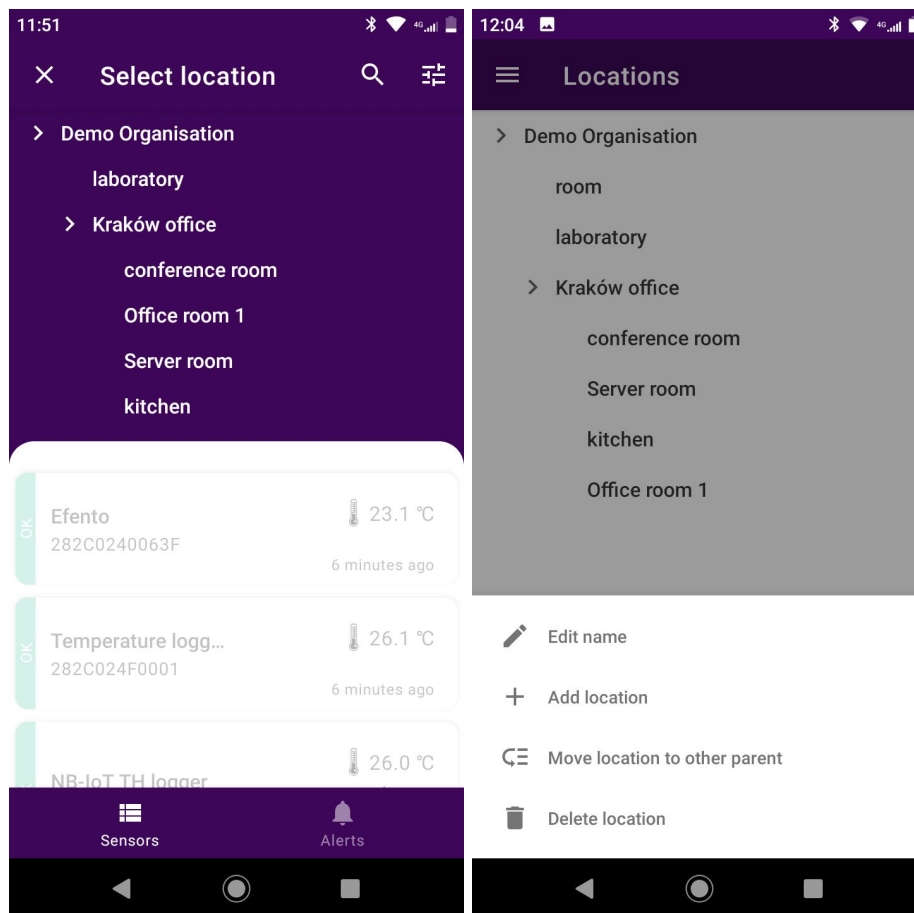 11:51
4G
Select location
Demo Organisation
laboratory
Kraków office
conference room
Office room 1
Server room
kitchen
OK
Efento
282C0240063F
23.1 °C
6 minutes ago
OK
Temperature logg...
282C024F0001
26.1 °C
6 minutes ago
NB-IoT TH logger
26.0 °C
Sensors
Alerts
12:04
4G
Locations
Demo Organisation
room
laboratory
Kraków office
conference room
Server room
kitchen
Office room 1
Edit name
Add location
Move location to other parent
Delete location